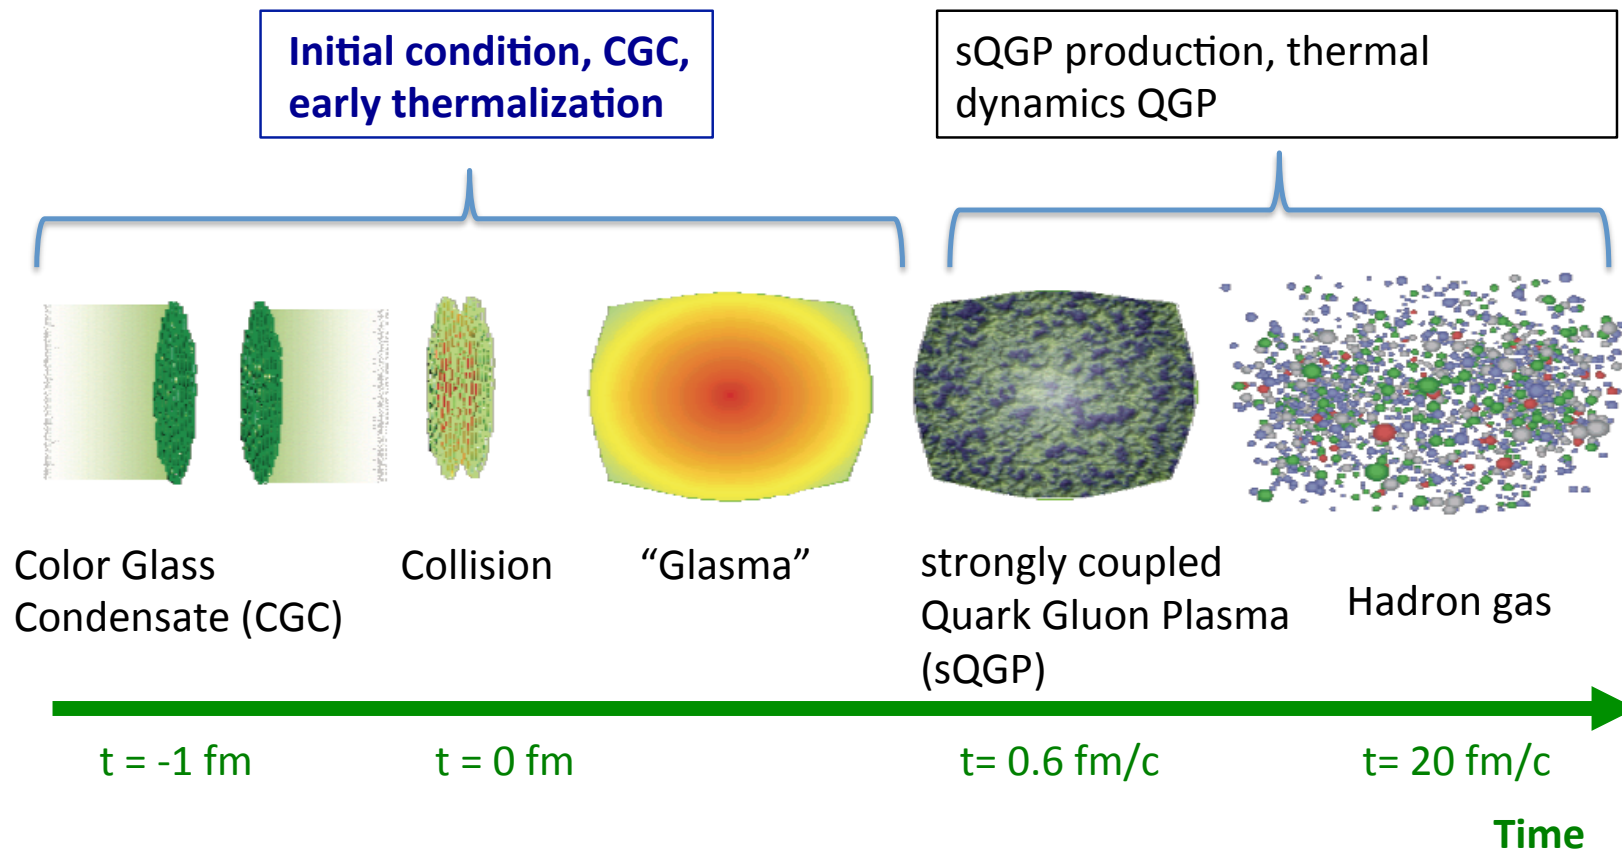 Initial condition, CGC,
early thermalization
sQGP production, thermal
dynamics QGP
Color Glass
Condensate (CGC)
Collision
“Glasma”
strongly coupled
Quark Gluon Plasma
(sQGP)
Hadron gas
t = -1 fm
t = 0 fm
t= 0.6 fm/c
t= 20 fm/c
Time